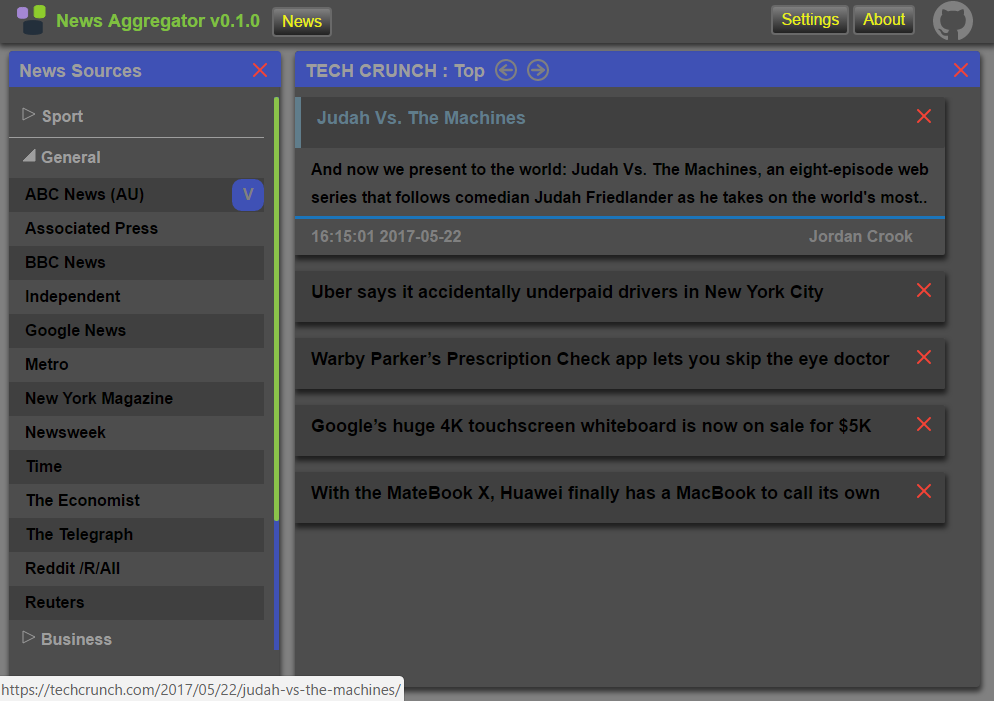 News Aggregator v0.1.0 News Settings About
News Sources
Sport
General
ABC News (AU) V
Associated Press
BBC News
Independent
Google News
Metro
New York Magazine
Newsweek
Time
The Economist
The Telegraph
Reddit /R/All
Reuters
Business
TECH CRUNCH : Top
Judah Vs. The Machines
And now we present to the world: Judah Vs. The Machines, an eight-episode web
series that follows comedian Judah Friedlander as he takes on the world's most..
16:15:01 2017-05-22 Jordan Crook
Uber says it accidentally underpaid drivers in New York City
Warby Parker’s Prescription Check app lets you skip the eye doctor
Google’s huge 4K touchscreen whiteboard is now on sale for $5K
With the MateBook X, Huawei finally has a MacBook to call its own
https://techcrunch.com/2017/05/22/judah-vs-the-machines/